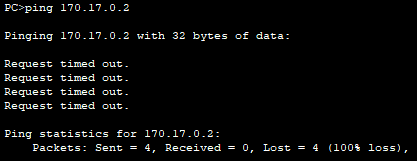 PC>ping 170.17.0.2
Pinging 170.17.0.2 with 32 bytes of data:
Request timed out.
Request timed out.
Request timed out.
Request timed out.
Ping statistics for 170.17.0.2:
    Packets: Sent = 4, Received = 0, Lost = 4 (100% loss),